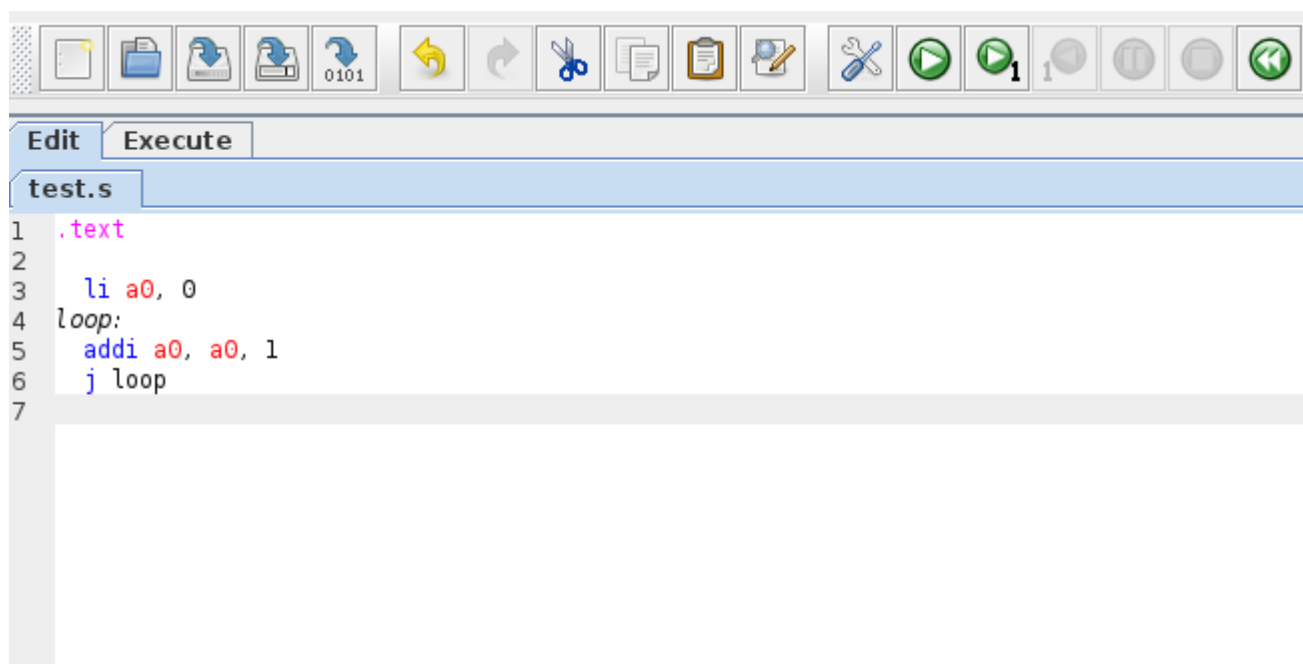 0101
1
1
Edit Execute
test.s
1 .text
2
3 li a0, 0
4 loop:
5 addi a0, a0, 1
6 j loop
7